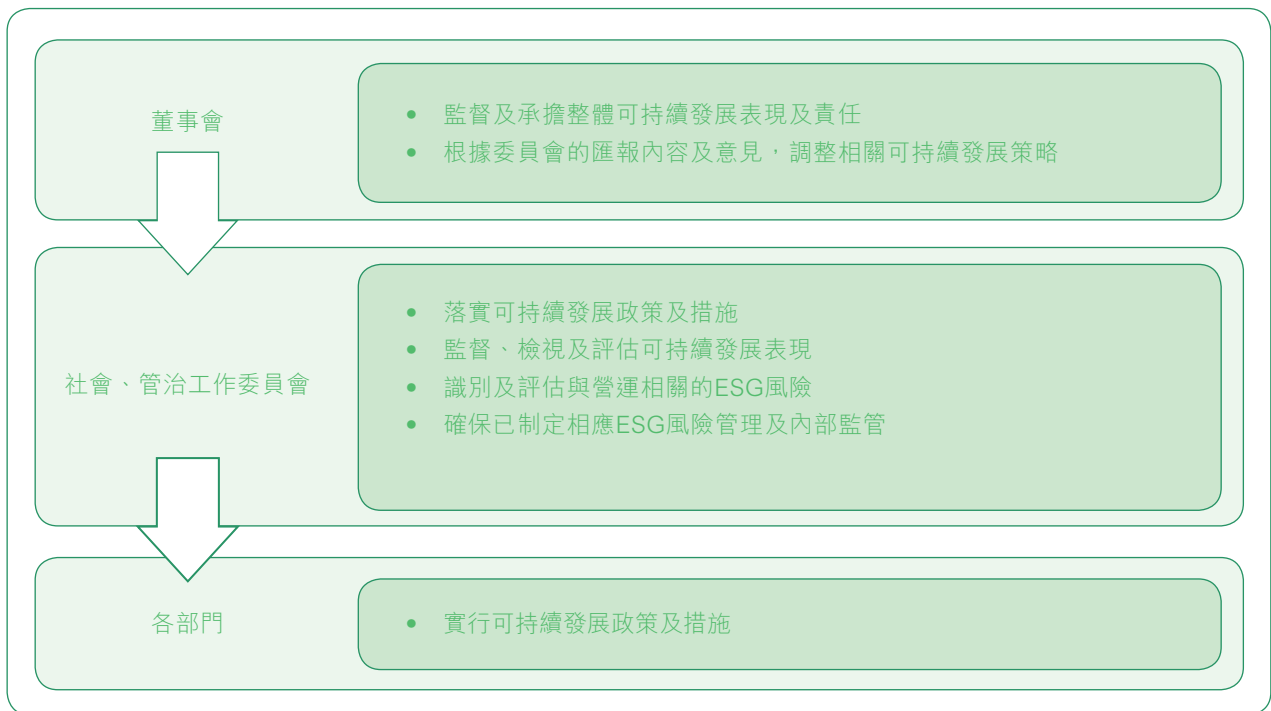 董事會
• 監督及承擔整體可持續發展表現及責任
• 根據委員會的匯報內容及意見，調整相關可持續發展策略
社會、管治工作委員會
• 落實可持續發展政策及措施
• 監督、檢視及評估可持續發展表現
• 識別及評估與營運相關的ESG風險
• 確保已制定相應ESG風險管理及內部監管
各部門
• 實行可持續發展政策及措施